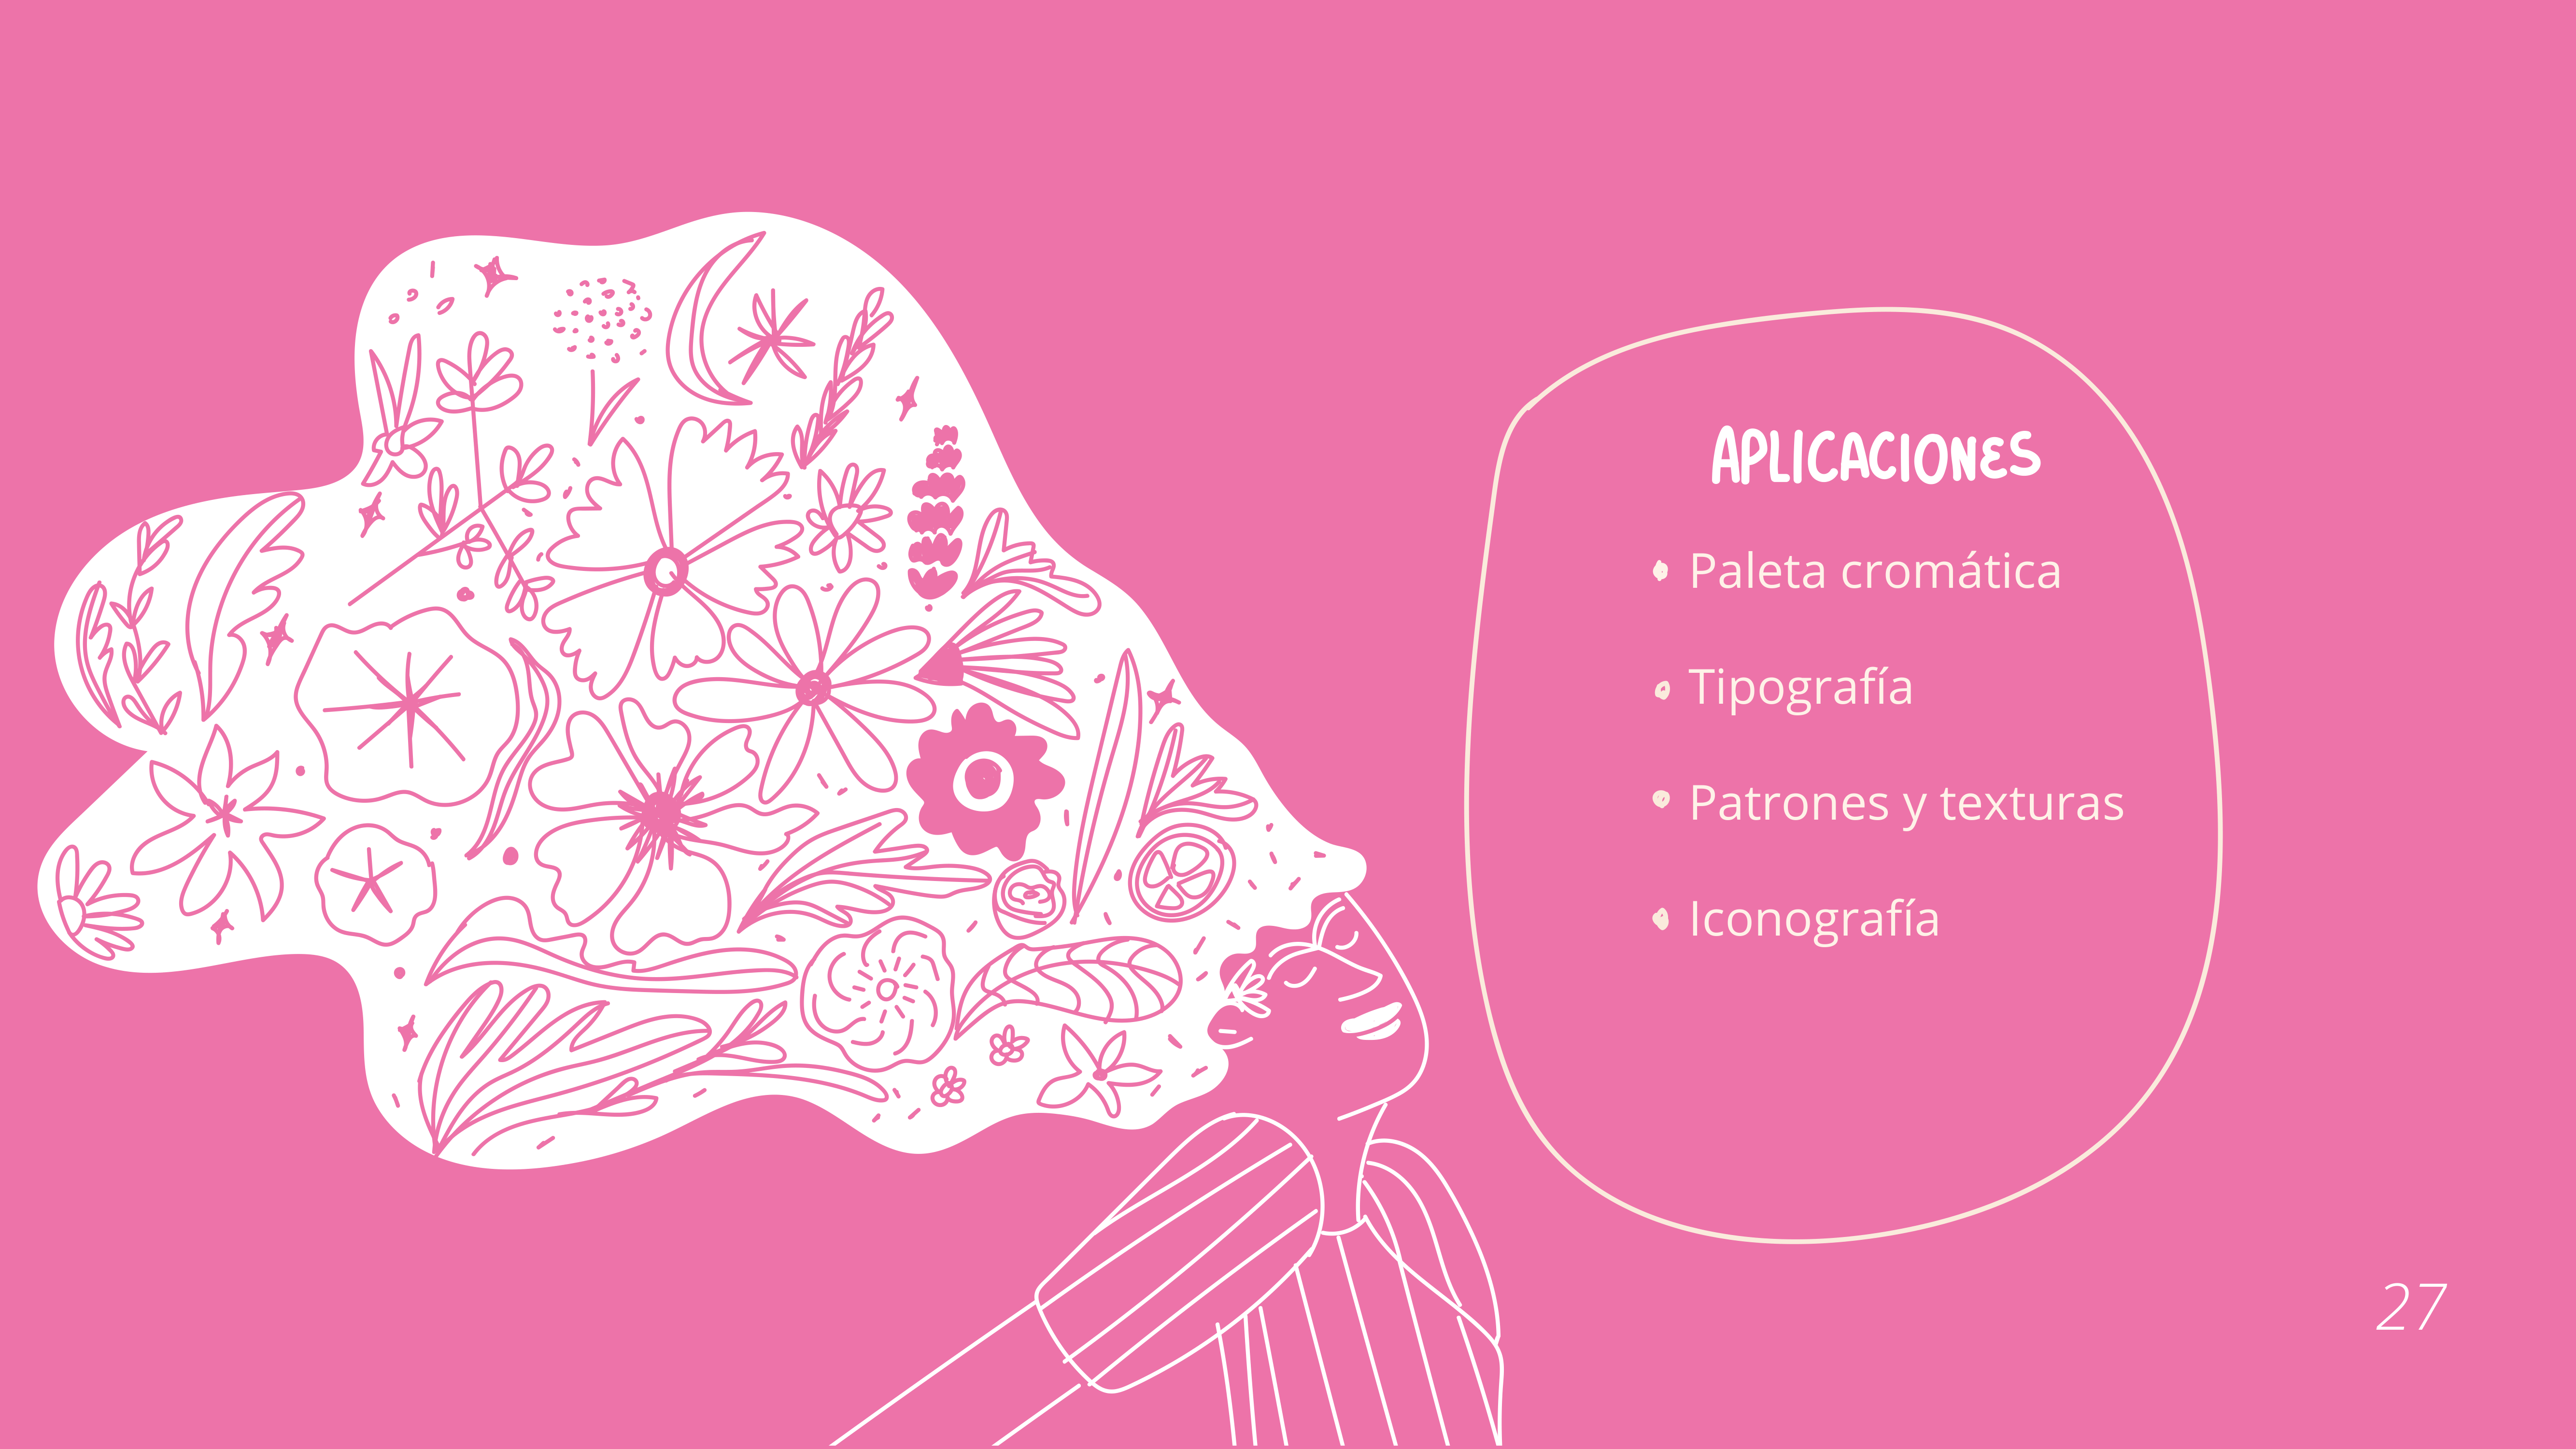 APLICACIONES
Paleta cromática
Tipografía
Patrones y texturas
Iconografía
27